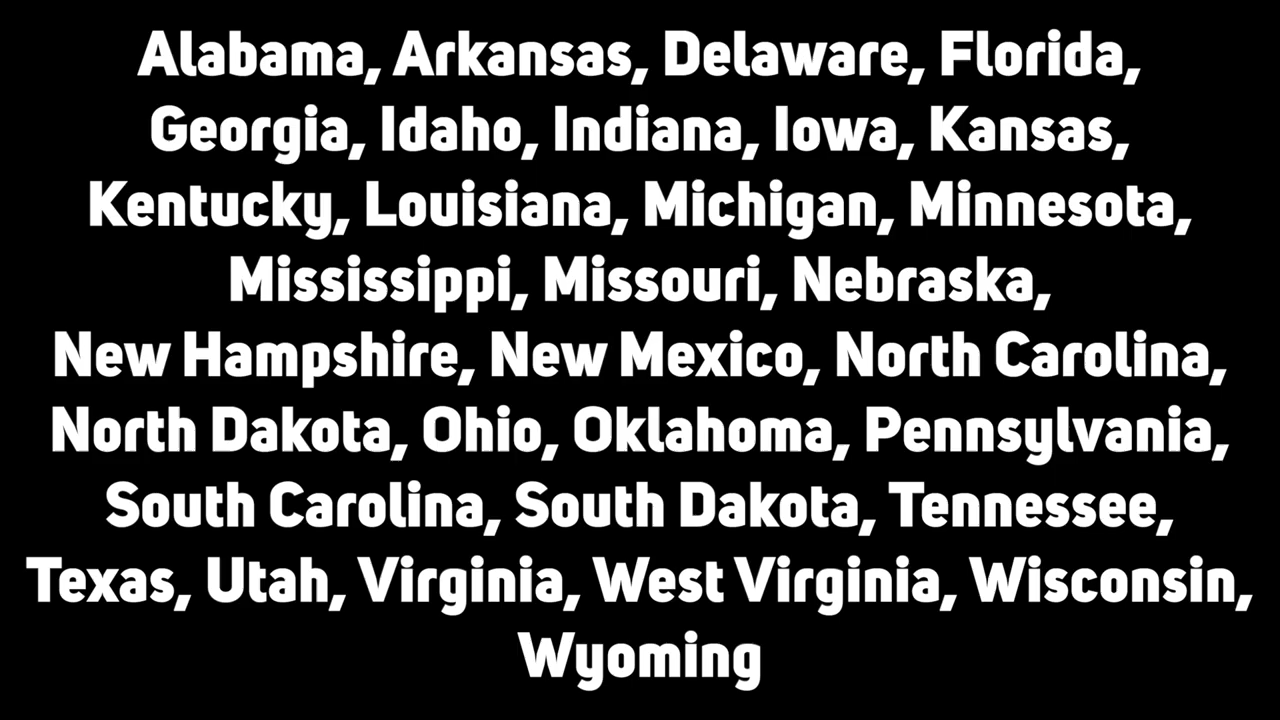 Alabama, Arkansas, Delaware, Florida,
Georgia, Idaho, Indiana, Iowa, Kansas,
Kentucky, Louisiana, Michigan, Minnesota,
Mississippi, Missouri, Nebraska,
New Hampshire, New Mexico, North Carolina,
North Dakota, Ohio, Oklahoma, Pennsylvania,
South Carolina, South Dakota, Tennessee,
Texas, Utah, Virginia, West Virginia, Wisconsin,
Wyoming